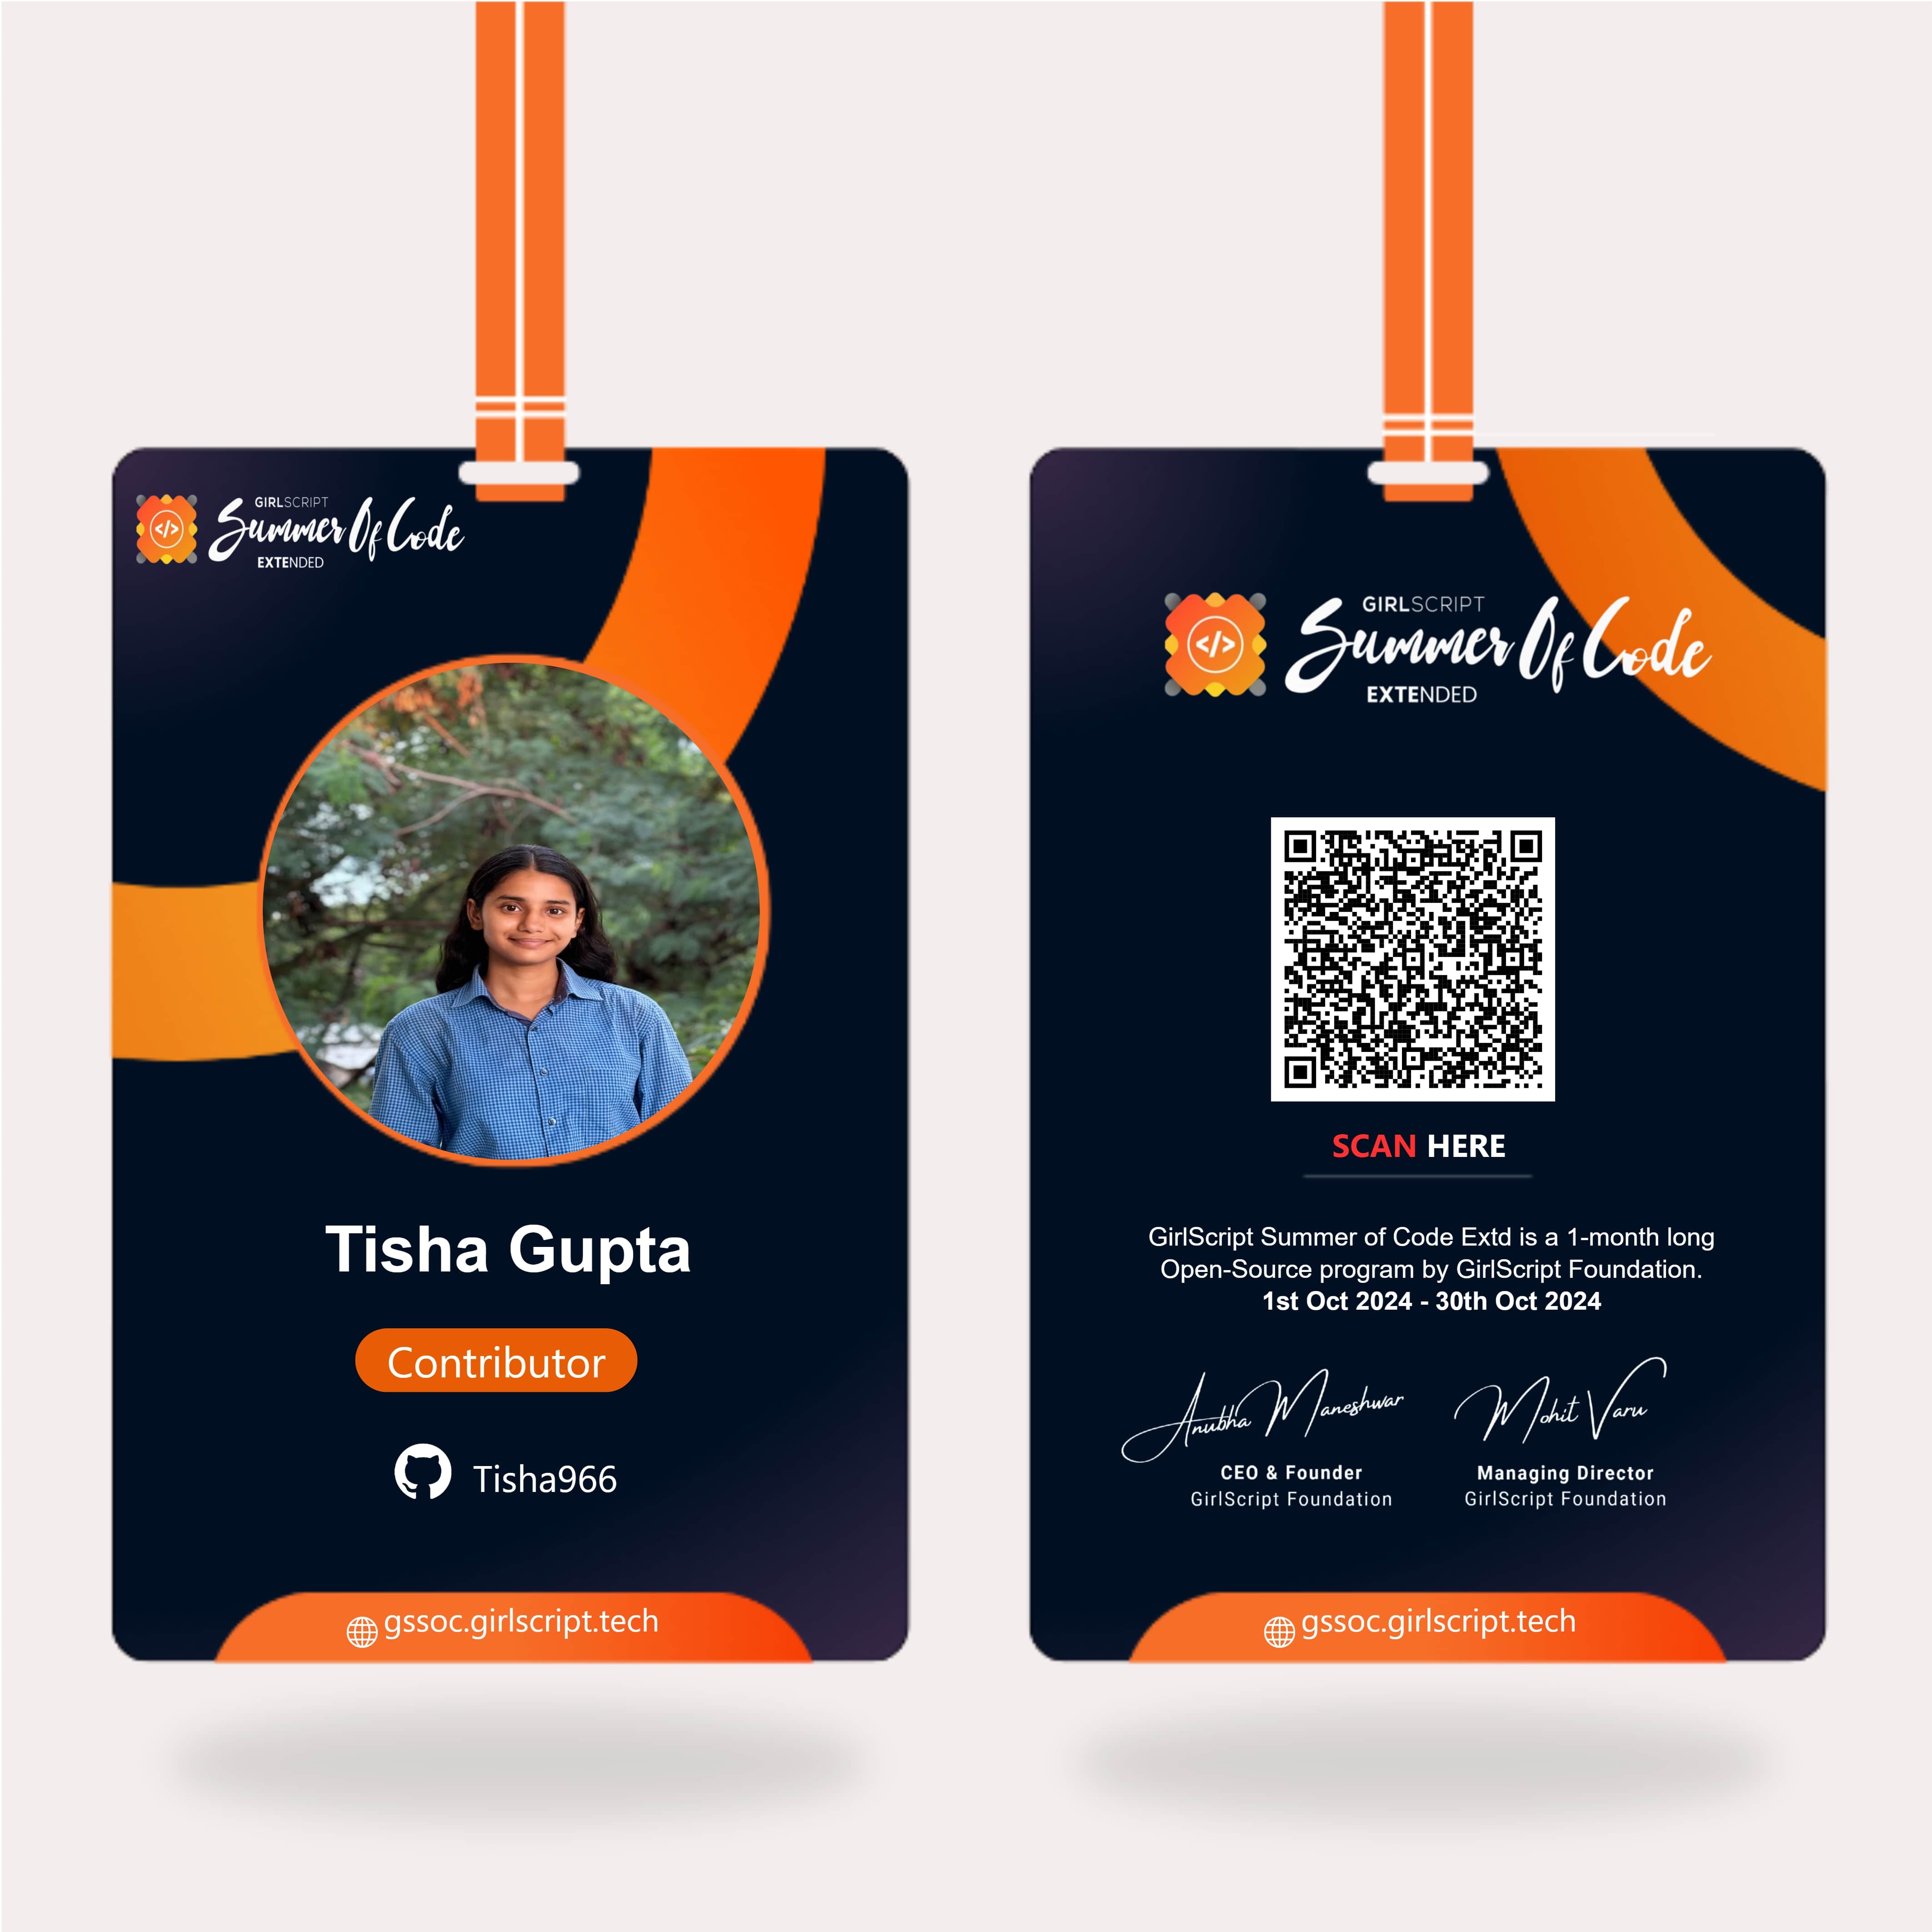 GIRLSCRIPT
Summer Of Code
EXTENDED
Tisha Gupta
Contributor
Tisha966
gssoc.girlscript.tech
GIRLSCRIPT
Summer Of Code
EXTENDED
SCAN HERE
GirlScript Summer of Code Extd is a 1-month long
Open-Source program by GirlScript Foundation.
1st Oct 2024 - 30th Oct 2024
Anubha Maneshwar
CEO & Founder
GirlScript Foundation
Mohit Varu
Managing Director
GirlScript Foundation
gssoc.girlscript.tech